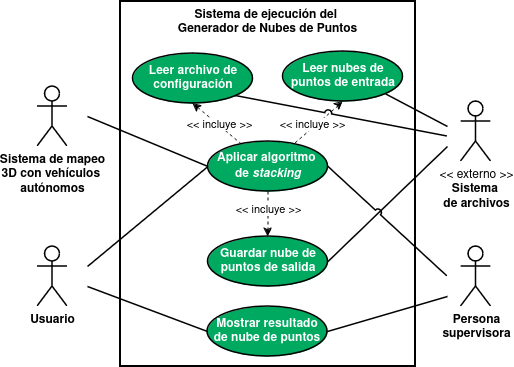 Sistema de ejecución del
Generador de Nubes de Puntos
Leer archivo de
configuración
Leer nubes de
puntos de entrada
<< incluye >>
<< incluye >>
Sistema de mapeo
3D con vehículos
autónomos
Aplicar algoritmo
de stacking
<< externo >>
Sistema
de archivos
<< incluye >>
Guardar nube de
puntos de salida
Usuario
Mostrar resultado
de nube de puntos
Persona
supervisora